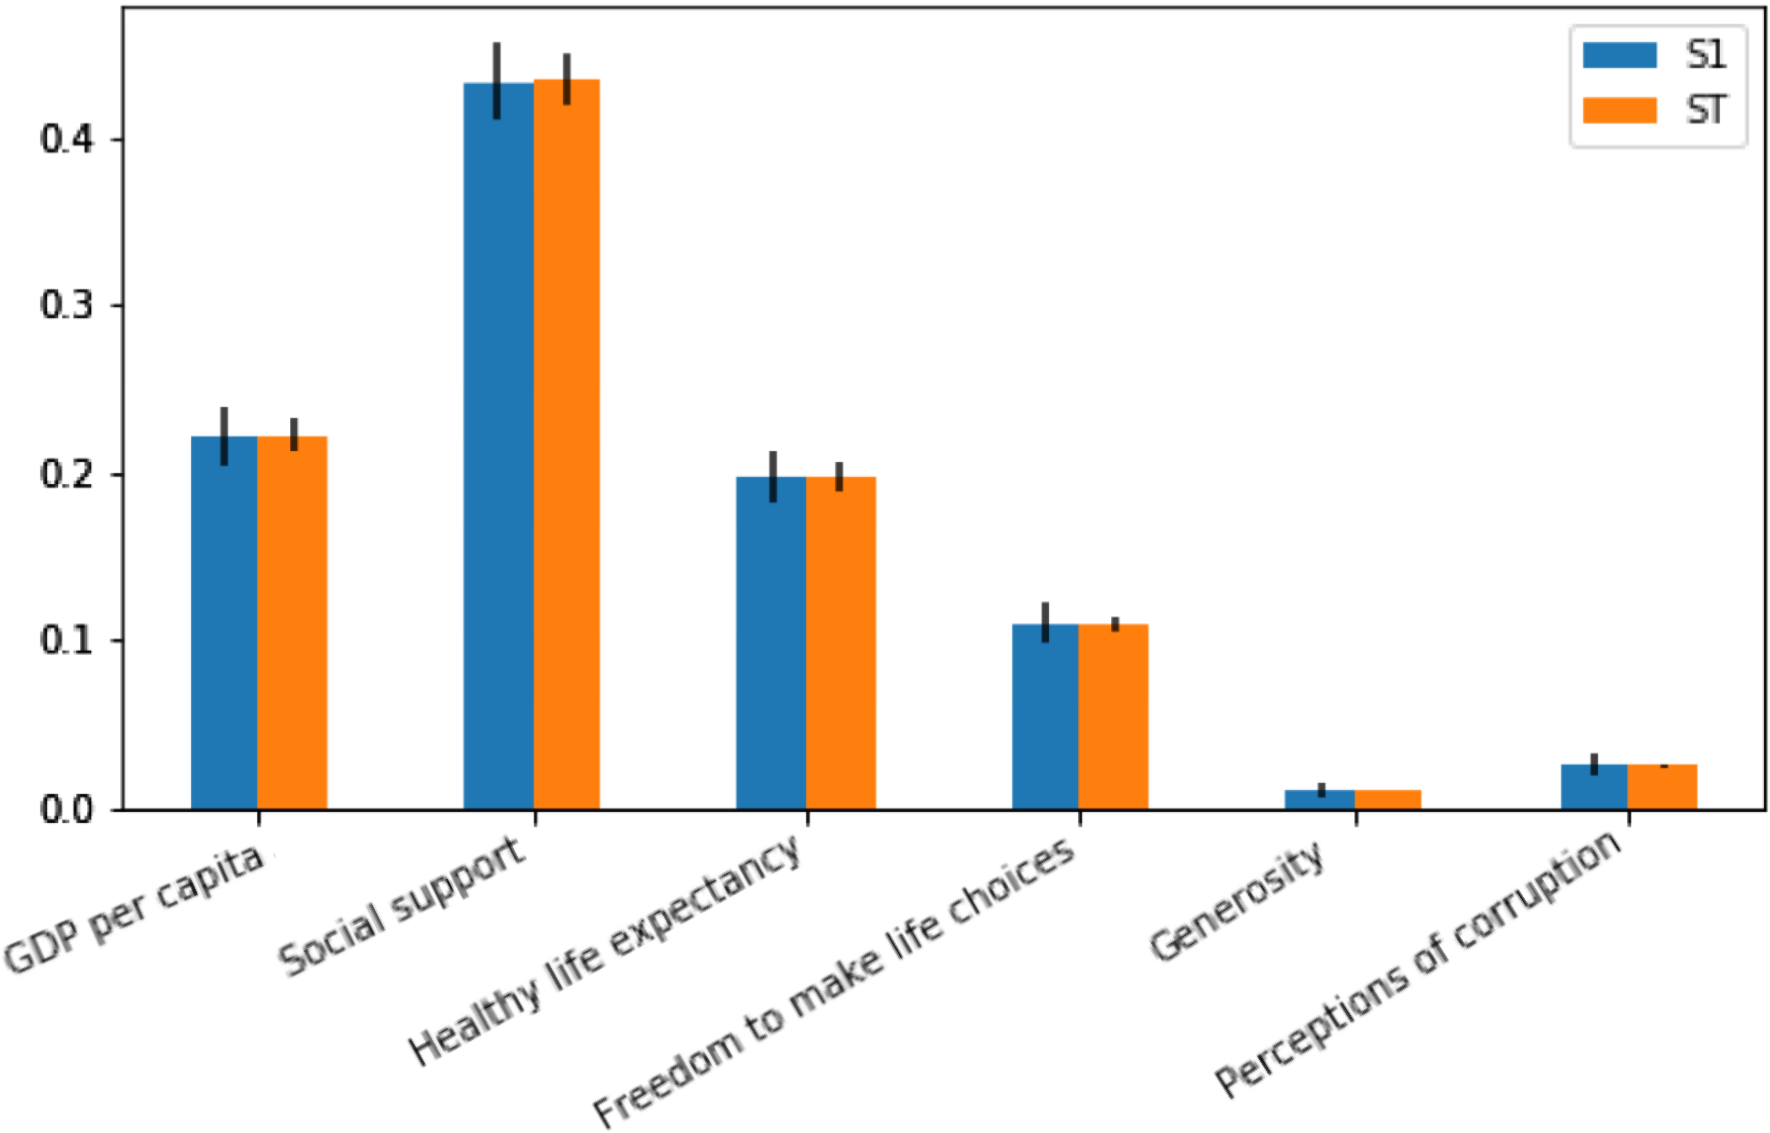 S1
ST
0.4
0.3
0.2
0.1
0.0
GDP per capita
Social support
Healthy life expectancy
Freedom to make life choices
Generosity
Perceptions of corruption